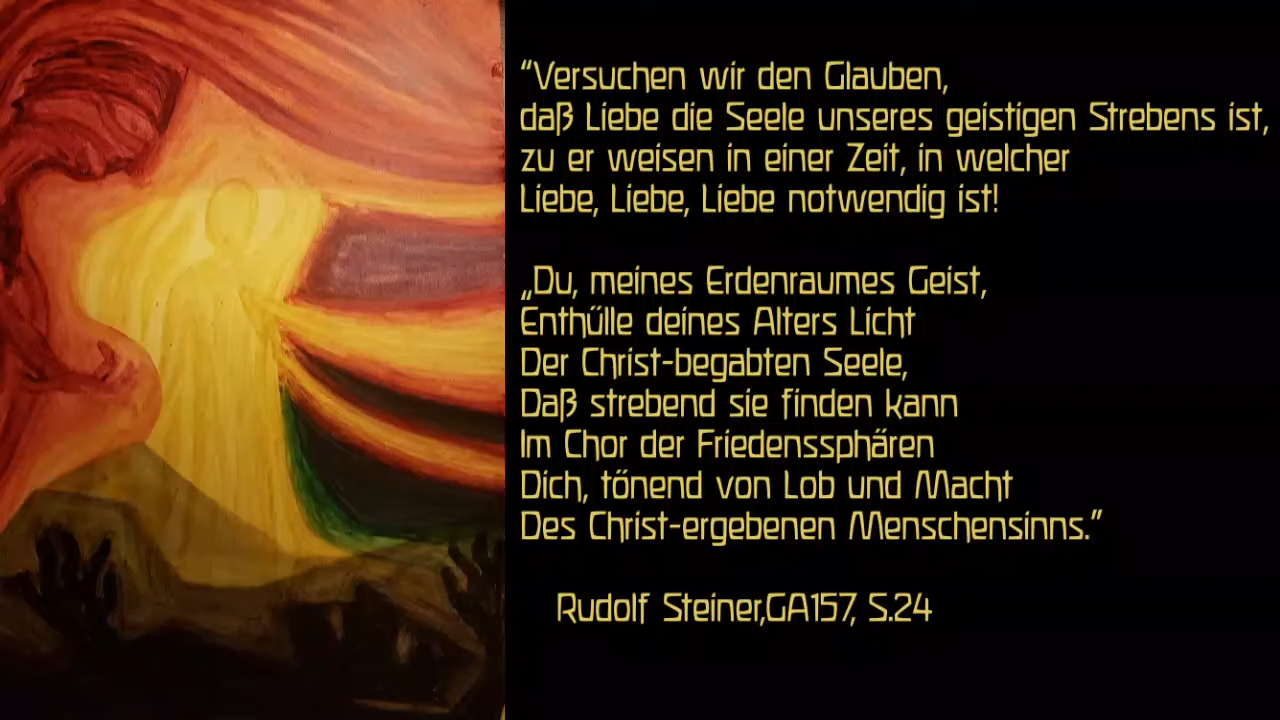 “Versuchen wir den Glauben,
daß Liebe die Seele unseres geistigen Strebens ist,
zu er weisen in einer Zeit, in welcher
Liebe, Liebe, Liebe notwendig ist!
„Du, meines Erdenraumes Geist,
Enthülle deines Alters Licht
Der Christ-begabten Seele,
Daß strebend sie finden kann
Im Chor der Friedenssphären
Dich, tönend von Lob und Macht
Des Christ-ergebenen Menschensinns.”
Rudolf Steiner,GA157, S.24